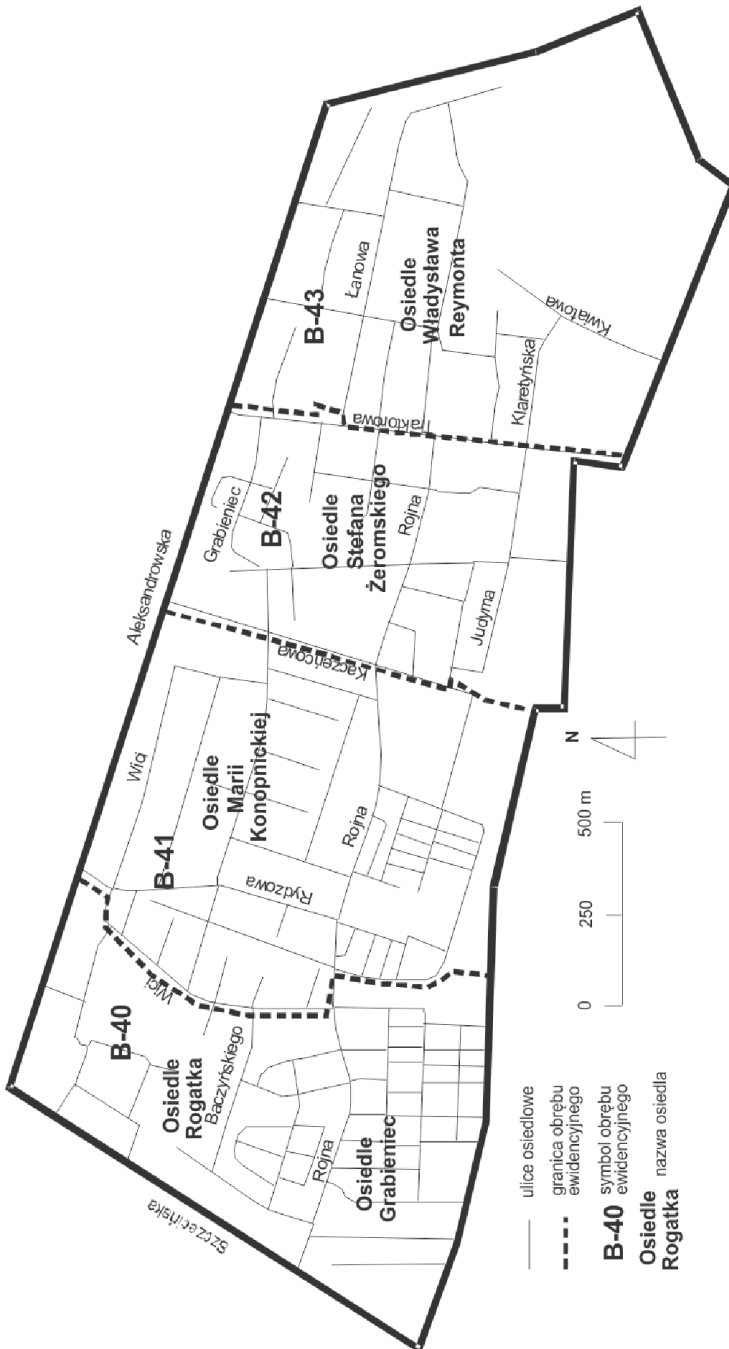 Szczecińska
Aleksandrowska
B-40
Osiedle
Rogatka
Baczyńskiego
Wici
Rojna
Osiedle
Grabieniec
B-41
Wici
Osiedle
Marii
Konopnickiej
Rydzowa
Rojna
Kaczeńcowa
Grabieniec
B-42
Osiedle
Stefana
Żeromskiego
Rojna
Judyma
Traktorowa
B-43
Łanowa
Osiedle
Władysława
Reymonta
Klaretyńska
Kwiatowa
ulice osiedlowe
granica obrębu
ewidencyjnego
B-40 symbol obrębu
ewidencyjnego
Osiedle
Rogatka nazwa osiedla
0 250 500 m
N